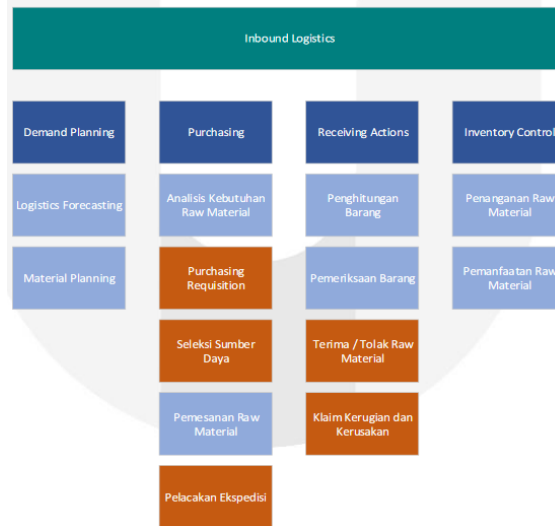 Inbound Logistics
Demand Planning
Purchasing
Receiving Actions
Inventory Control
Logistics Forecasting
Analisis Kebutuhan
Raw Material
Penghitungan
Barang
Penanganan Raw
Material
Material Planning
Purchasing
Requisition
Pemeriksaan Barang
Pemanfaatan Raw
Material
Seleksi Sumber
Daya
Terima / Tolak Raw
Material
Pemesanan Raw
Material
Klaim Kerugian dan
Kerusakan
Pelacakan Ekspedisi